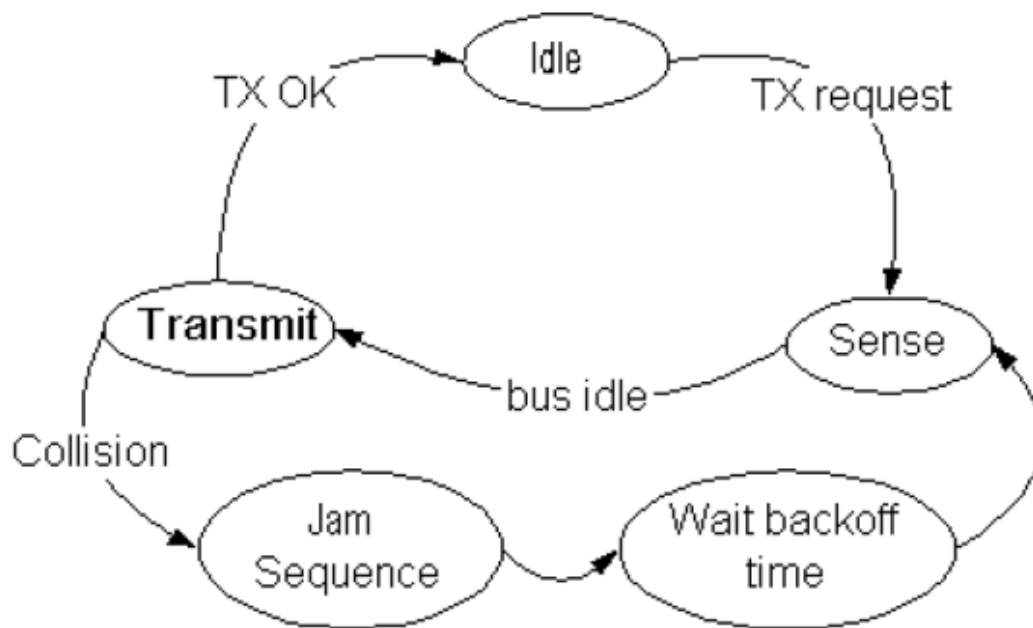 Idle
TX OK
TX request
Transmit
Sense
bus idle
Collision
Jam
Sequence
Wait backoff
time